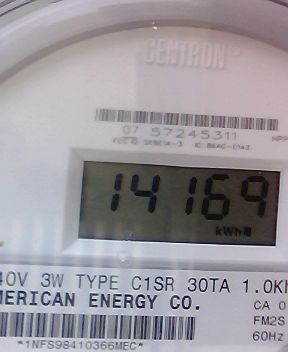 CENTRON
07 57245311
14169
kWh
40V 3W TYPE C1SR 30TA 1.0Kh
MERICAN ENERGY CO.
CA 0
FM2S
60Hz
*1NFS98410366MEC*